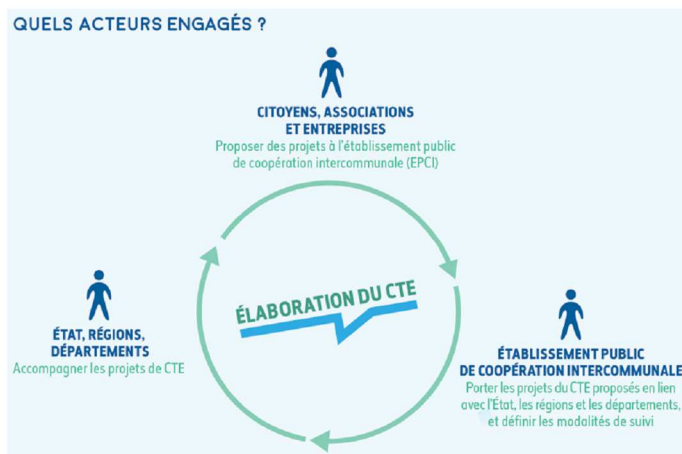 QUELS ACTEURS ENGAGÉS ?
CITOYENS, ASSOCIATIONS
ET ENTREPRISES
Proposer des projets à l'établissement public
de coopération intercommunale (EPCI)
ÉLABORATION DU CTE
ÉTAT, RÉGIONS,
DÉPARTEMENTS
Accompagner les projets de CTE
ÉTABLISSEMENT PUBLIC
DE COOPÉRATION INTERCOMMUNALE
Porter les projets du CTE proposés en lien
avec l'État, les régions et les départements,
et définir les modalités de suivi